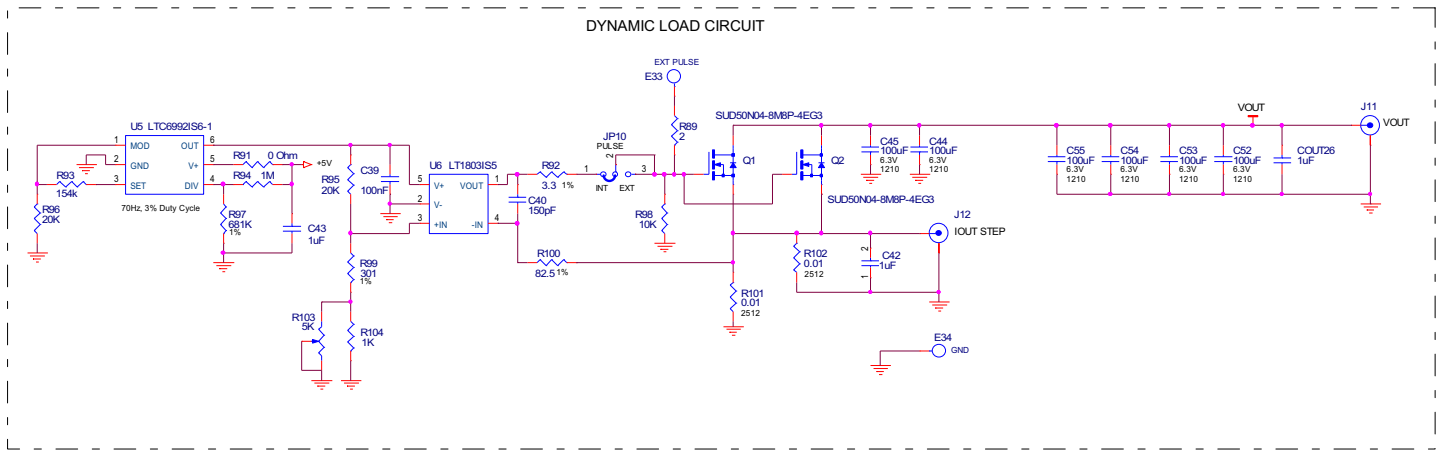 DYNAMIC LOAD CIRCUIT
EXT PULSE
E33
R89
2
U5 LTC6992IS6-1
1 MOD OUT 6
2 GND V+ 5
3 SET DIV 4
R91 0 Ohm
+5V
R94 1M
R93
154k
R96
20K
70Hz, 3% Duty Cycle
R97
681K
1%
C43
1uF
R95
20K
C39
100nF
U6 LT1803IS5
5 V+ VOUT 1
2 V-
3 +IN -IN 4
R92
3.3 1%
C40
150pF
JP10
PULSE
1 2 3
INT EXT
R98
10K
R100
82.5 1%
SUD50N04-8M8P-4EG3
Q1
Q2
SUD50N04-8M8P-4EG3
C45
100uF
6.3V
1210
C44
100uF
6.3V
1210
C55
100uF
6.3V
1210
C54
100uF
6.3V
1210
C53
100uF
6.3V
1210
C52
100uF
6.3V
1210
COUT26
1uF
VOUT
J11
VOUT
J12
IOUT STEP
R102
0.01
2512
2
C42
1uF
1
R101
0.01
2512
R99
301
1%
R103
5K
R104
1K
E34
GND